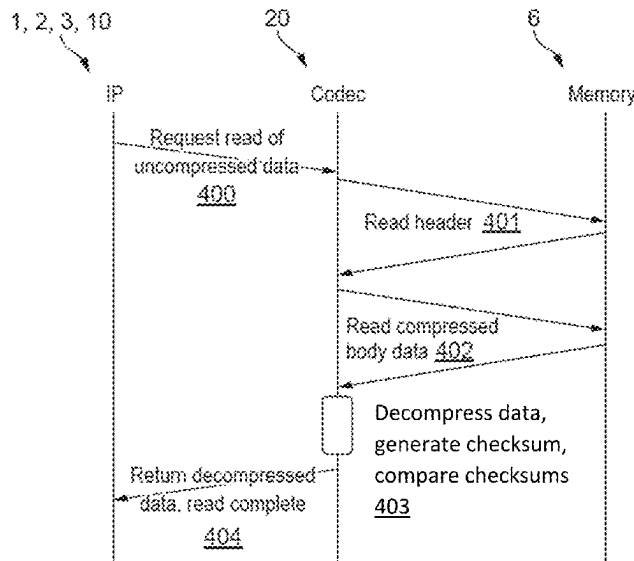 1, 2, 3, 10
20
6
IP
Codec
Memory
Request read of
uncompressed data
400
Read header 401
Read compressed
body data 402
Decompress data,
generate checksum,
compare checksums
403
Return decompressed
data, read complete
404